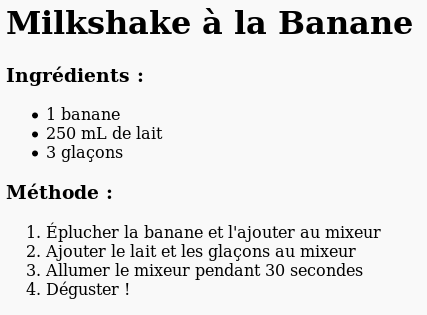 Milkshake à la Banane
Ingrédients :
• 1 banane
• 250 mL de lait
• 3 glaçons
Méthode :
1. Éplucher la banane et l'ajouter au mixeur
2. Ajouter le lait et les glaçons au mixeur
3. Allumer le mixeur pendant 30 secondes
4. Déguster !